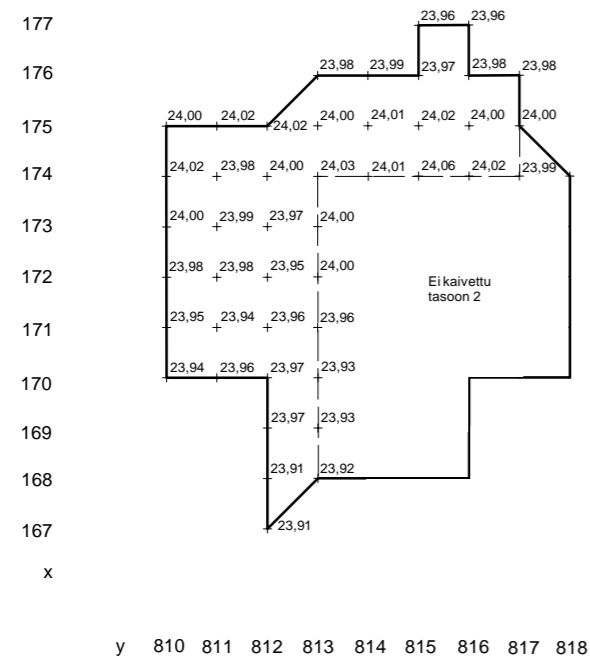 177 23,96 23,96
176 23,98 23,99 23,97 23,98 23,98
175 24,00 24,02 24,02 24,00 24,01 24,02 24,00 24,00
174 24,02 23,98 24,00 24,03 24,01 24,06 24,02 23,99
173 24,00 23,99 23,97 24,00
172 23,98 23,98 23,95 24,00
Ei kaivettu
tasoon 2
171 23,95 23,94 23,96 23,96
170 23,94 23,96 23,97 23,93
169 23,97 23,93
168 23,91 23,92
167 23,91
x
y 810 811 812 813 814 815 816 817 818